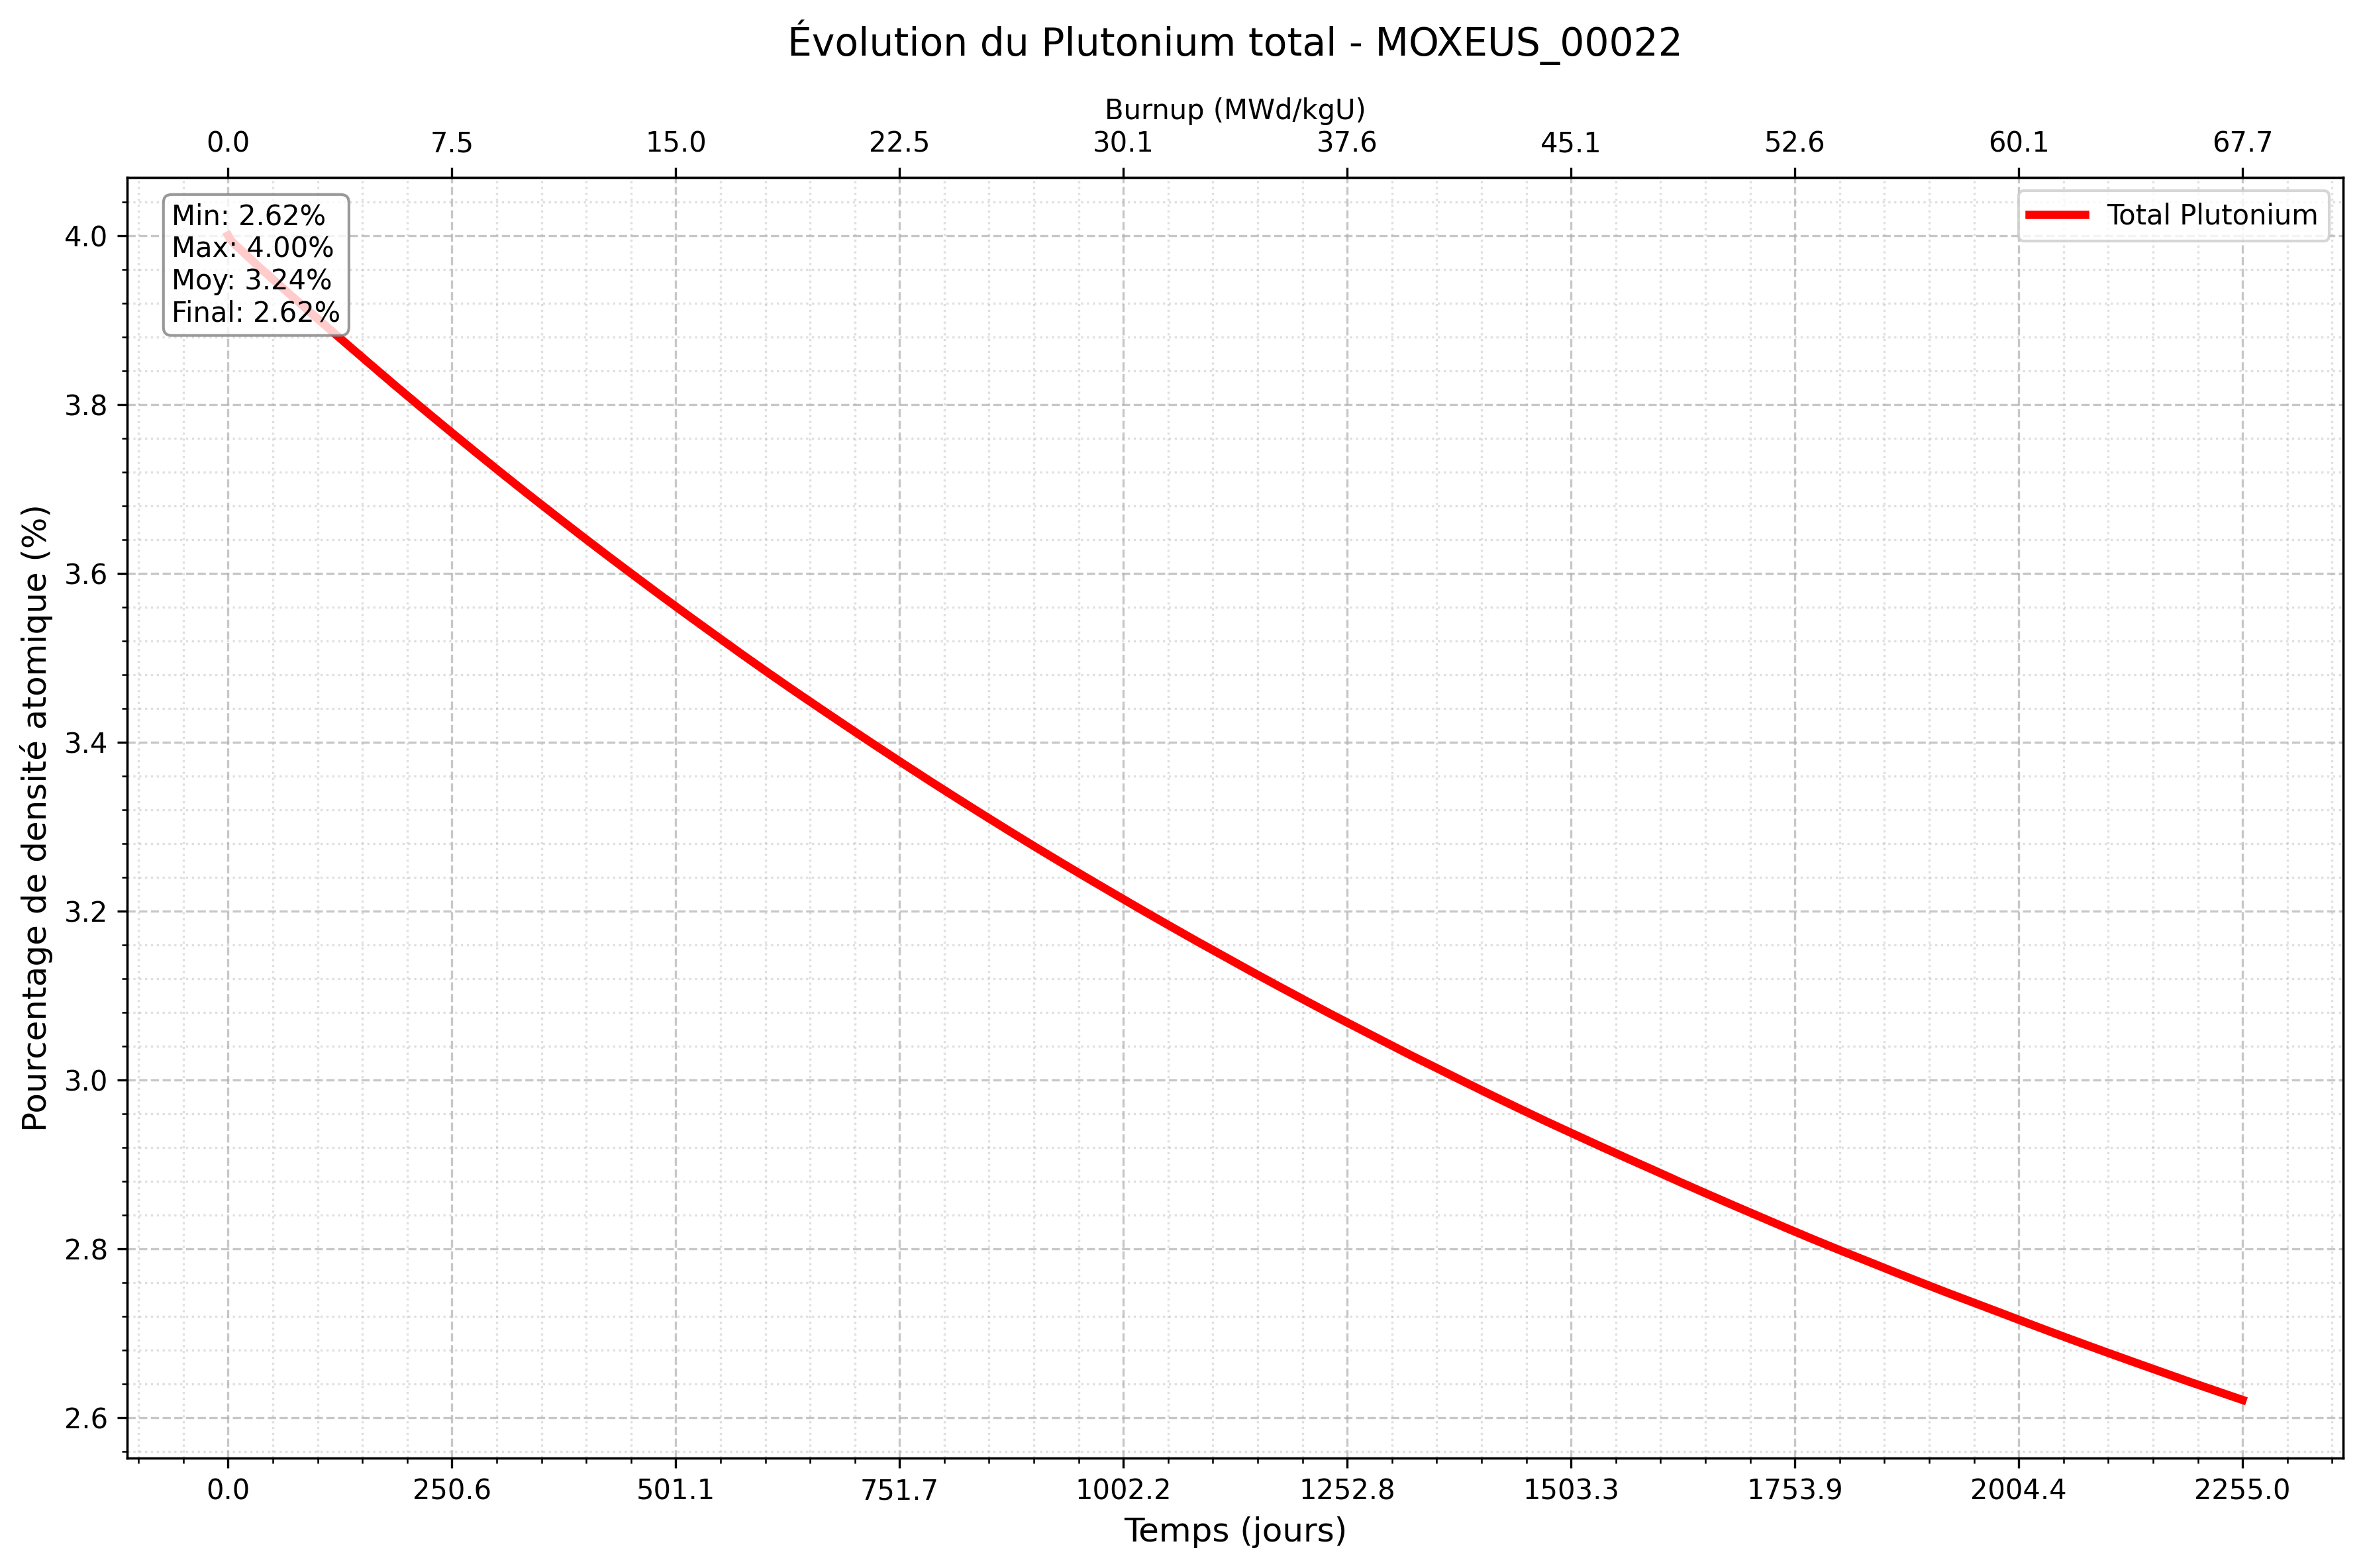 Évolution du Plutonium total - MOXEUS_00022
Burnup (MWd/kgU)
0.0 7.5 15.0 22.5 30.1 37.6 45.1 52.6 60.1 67.7
Min: 2.62%
Max: 4.00%
Moy: 3.24%
Final: 2.62%
Total Plutonium
Pourcentage de densité atomique (%)
4.0
3.8
3.6
3.4
3.2
3.0
2.8
2.6
0.0 250.6 501.1 751.7 1002.2 1252.8 1503.3 1753.9 2004.4 2255.0
Temps (jours)